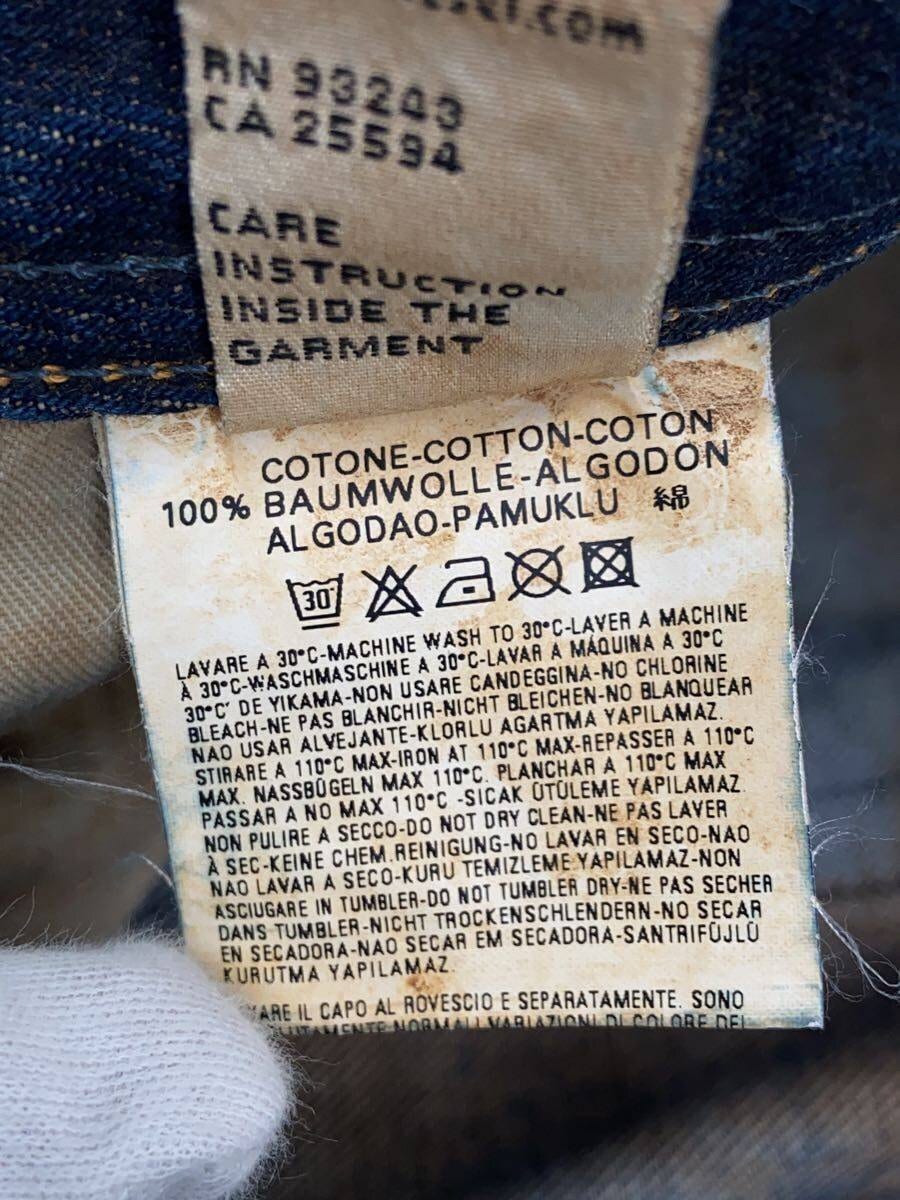 .com
RN 93243
CA 25594
CARE
INSTRUCTION
INSIDE THE
GARMENT
COTONE-COTTON-COTON
100% BAUMWOLLE-ALGODON
ALGODAO-PAMUKLU 綿
30°
LAVARE A 30°C-MACHINE WASH TO 30°C-LAVER A MACHINE
À 30°C-WASCHMASCHINE A 30°C-LAVAR A MÁQUINA A 30°C
30°C' DE YIKAMA-NON USARE CANDEGGINA-NO CHLORINE
BLEACH-NE PAS BLANCHIR-NICHT BLEICHEN-NO BLANQUEAR
NAO USAR ALVEJANTE-KLORLU AGARTMA YAPILAMAZ.
STIRARE A 110°C MAX-IRON AT 110°C MAX-REPASSER A 110°C
MAX. NASSBÜGELN MAX 110°C. PLANCHAR A 110°C MAX
PASSAR A NO MAX 110°C -SICAK ÜTÜLEME YAPILAMAZ.
NON PULIRE A SECCO-DO NOT DRY CLEAN-NE PAS LAVER
À SEC-KEINE CHEM.REINIGUNG-NO LAVAR EN SECO-NAO
NAO LAVAR A SECO-KURU TEMIZLEME YAPILAMAZ-NON
ASCIUGARE IN TUMBLER-DO NOT TUMBLER DRY-NE PAS SECHER
DANS TUMBLER-NICHT TROCKENSCHLENDERN-NO SECAR
EN SECADORA-NAO SECAR EM SECADORA-SANTRIFÜJLÜ
KURUTMA YAPILAMAZ.
ARE IL CAPO AL ROVESCIO E SEPARATAMENTE. SONO
NORMALI VARIAZIONI DI COLORE DEL